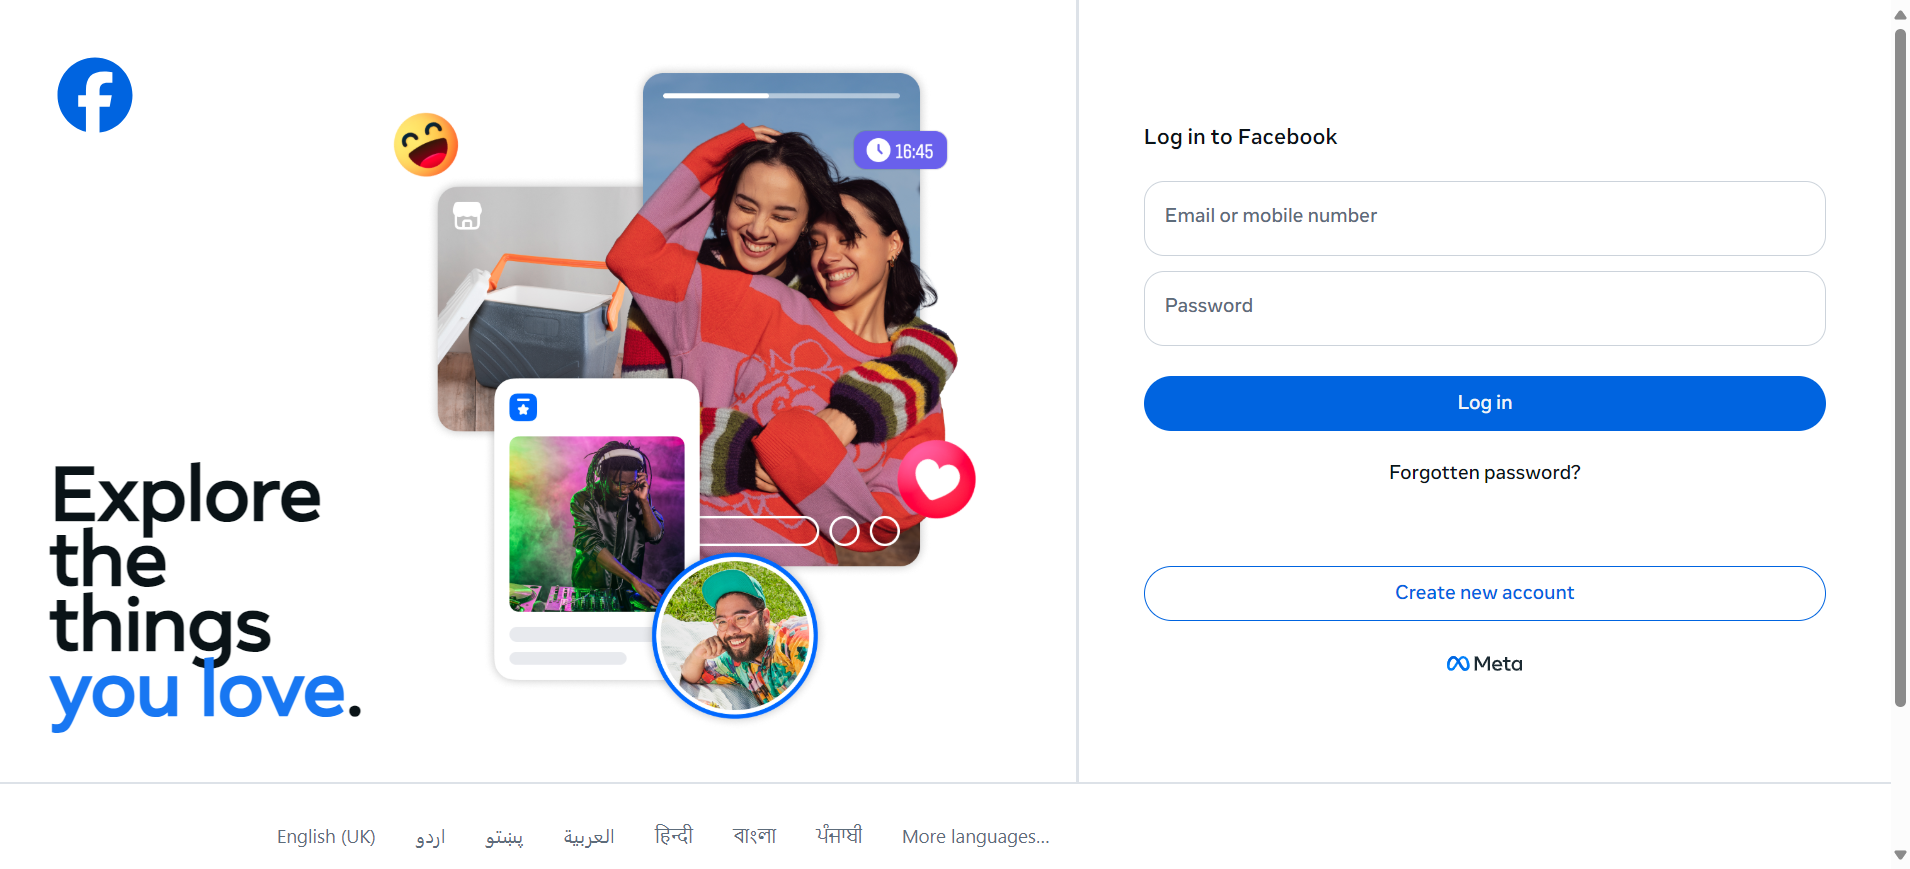 16:45
Explore
the
things
you love.
Log in to Facebook
Email or mobile number
Password
Log in
Forgotten password?
Create new account
Meta
English (UK) اردو پښتو العربية हिन्दी বাংলা ਪੰਜਾਬੀ More languages...